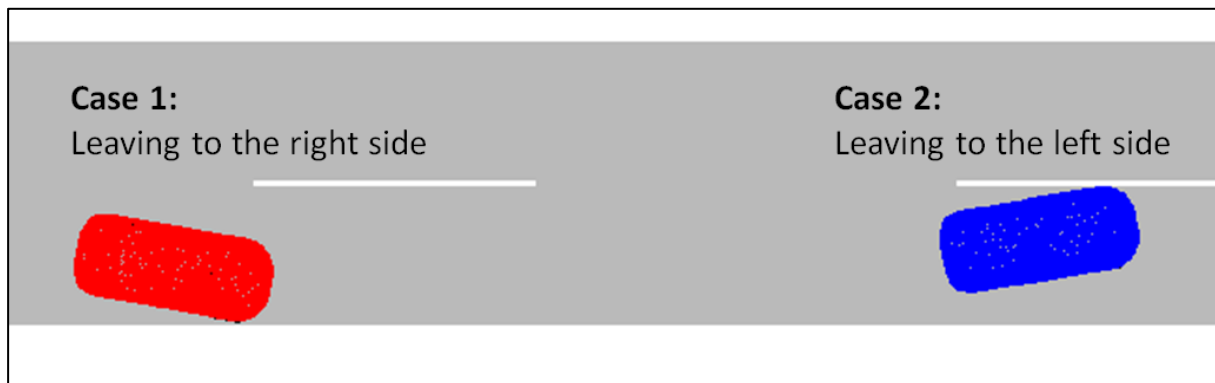 Case 1:
Leaving to the right side
Case 2:
Leaving to the left side